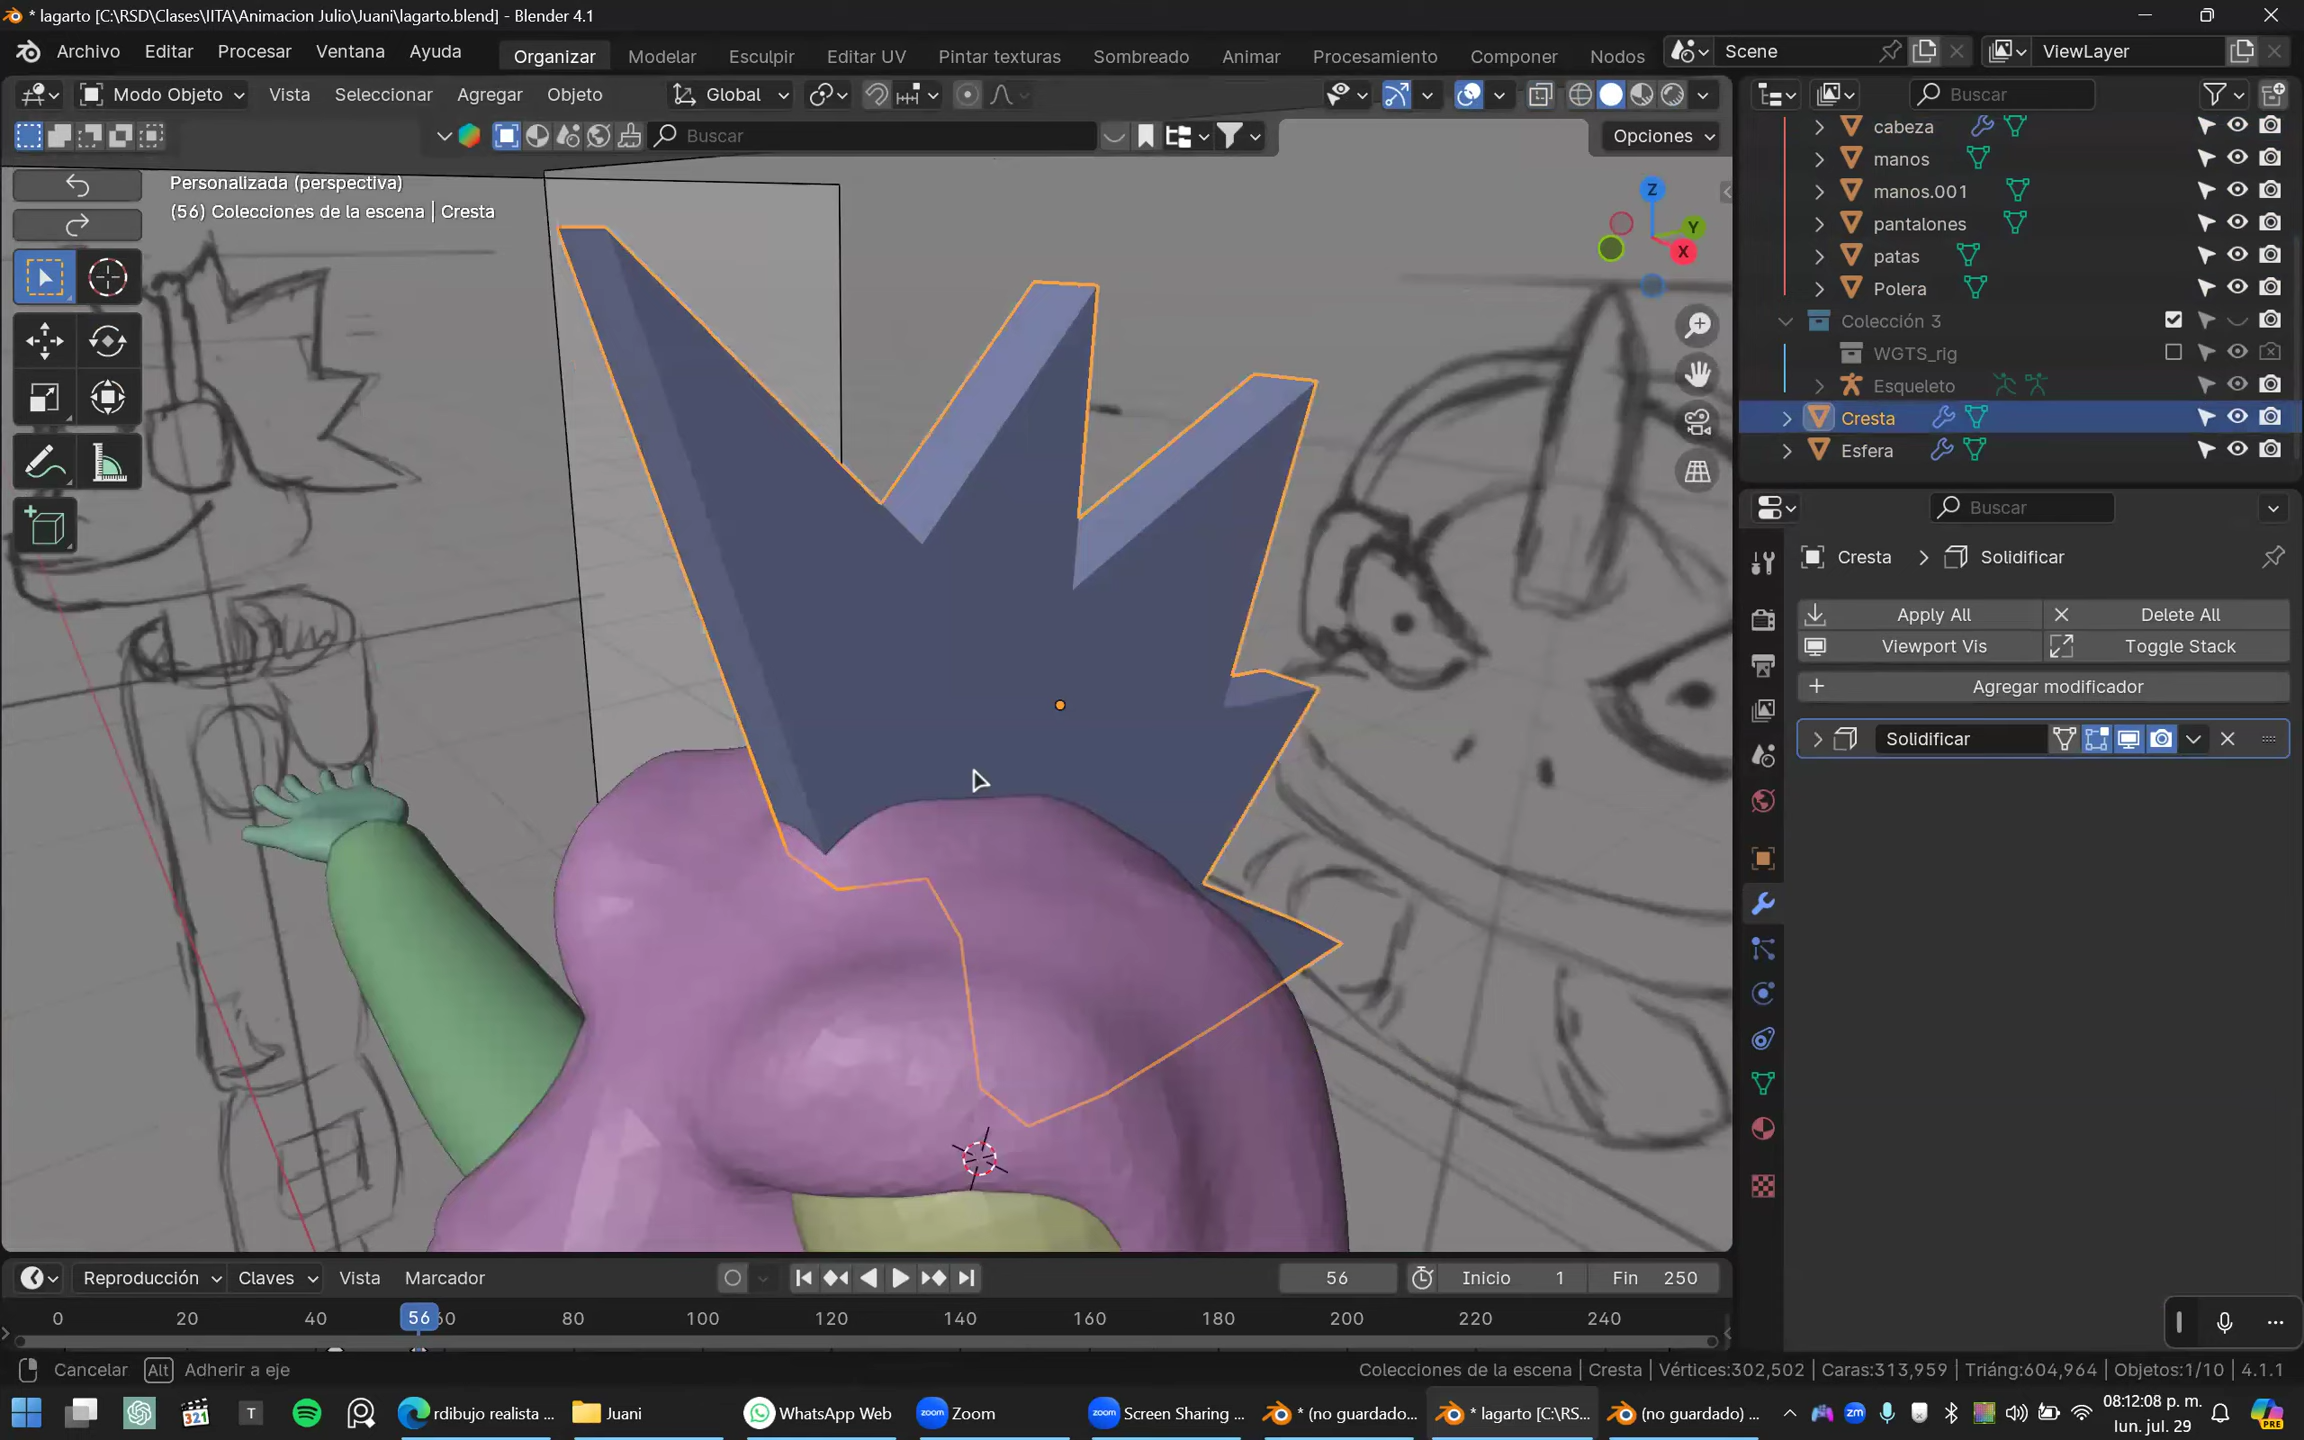 * lagarto [C:\RSD\Clases\IITA\Animacion Julio\Juani\lagarto.blend] - Blender 4.1
Archivo Editar Procesar Ventana Ayuda Organizar Modelar Esculpir Editar UV Pintar texturas Sombreado Animar Procesamiento Componer Nodos Scene ViewLayer
Modo Objeto Vista Seleccionar Agregar Objeto Global Buscar
Buscar Opciones
Personalizada (perspectiva)
(56) Colecciones de la escena | Cresta
Z
Y
X
cabeza
manos
manos.001
pantalones
patas
Polera
Colección 3
WGTS_rig
Esqueleto
Cresta
Esfera
Buscar
Cresta > Solidificar
Apply All Delete All
Viewport Vis Toggle Stack
Agregar modificador
Solidificar
Reproducción Claves Vista Marcador 56 Inicio 1 Fin 250
0 20 40 56 60 80 100 120 140 160 180 200 220 240
Cancelar Alt Adherir a eje Colecciones de la escena | Cresta | Vértices:302,502 | Caras:313,959 | Triáng:604,964 | Objetos:1/10 | 4.1.1
rdibujo realista ... Juani WhatsApp Web Zoom Screen Sharing ... * (no guardado... * lagarto [C:\RS... (no guardado) ...
08:12:08 p. m.
lun. jul. 29